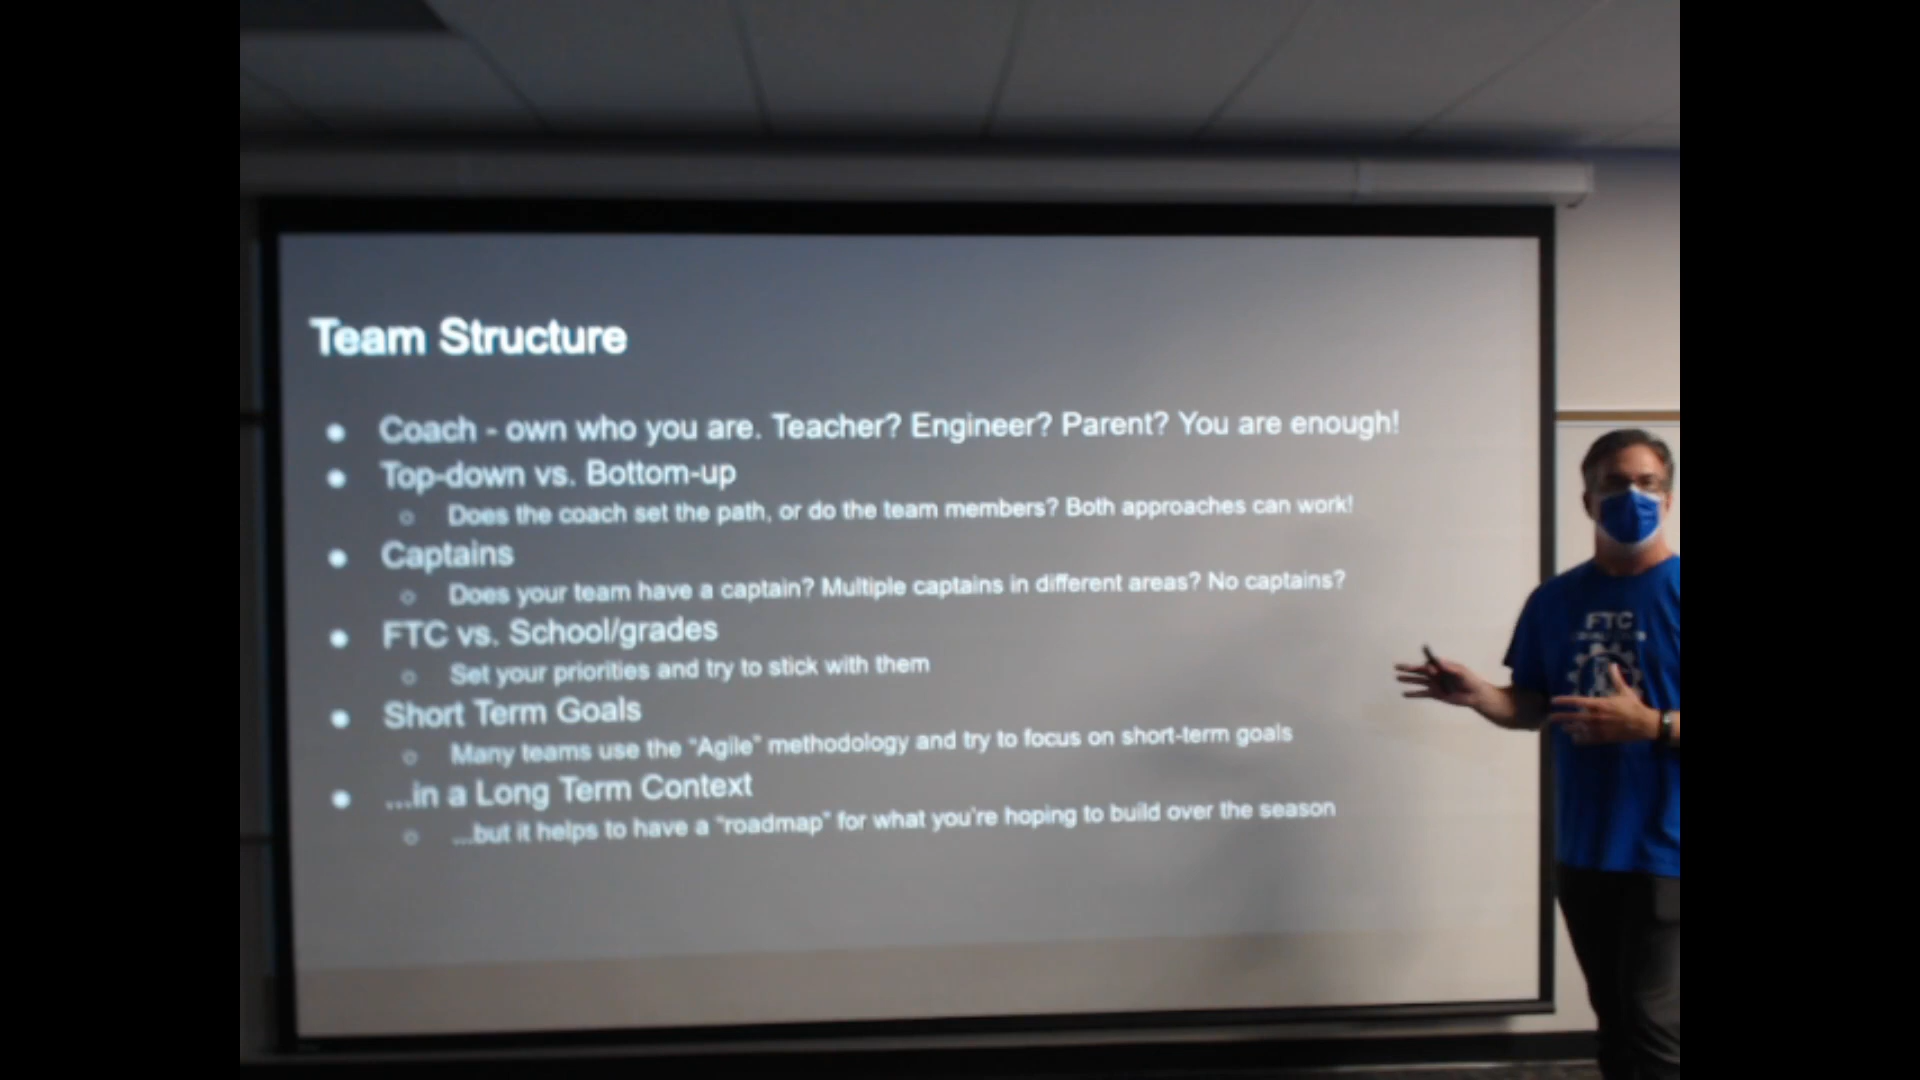 Team Structure
● Coach - own who you are. Teacher? Engineer? Parent? You are enough!
● Top-down vs. Bottom-up
○ Does the coach set the path, or do the team members? Both approaches can work!
● Captains
○ Does your team have a captain? Multiple captains in different areas? No captains?
● FTC vs. School/grades
○ Set your priorities and try to stick with them
● Short Term Goals
○ Many teams use the “Agile” methodology and try to focus on short-term goals
● ...in a Long Term Context
○ ...but it helps to have a “roadmap” for what you’re hoping to build over the season
FTC